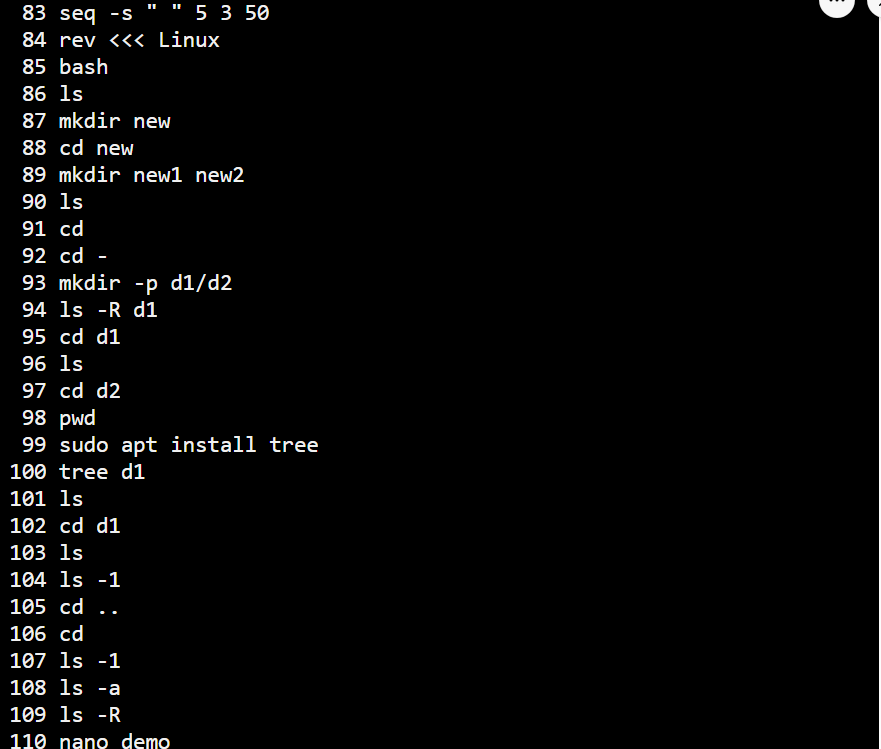 83 seq -s " " 5 3 50
84 rev <<< Linux
85 bash
86 ls
87 mkdir new
88 cd new
89 mkdir new1 new2
90 ls
91 cd
92 cd -
93 mkdir -p d1/d2
94 ls -R d1
95 cd d1
96 ls
97 cd d2
98 pwd
99 sudo apt install tree
100 tree d1
101 ls
102 cd d1
103 ls
104 ls -1
105 cd ..
106 cd
107 ls -1
108 ls -a
109 ls -R
110 nano demo